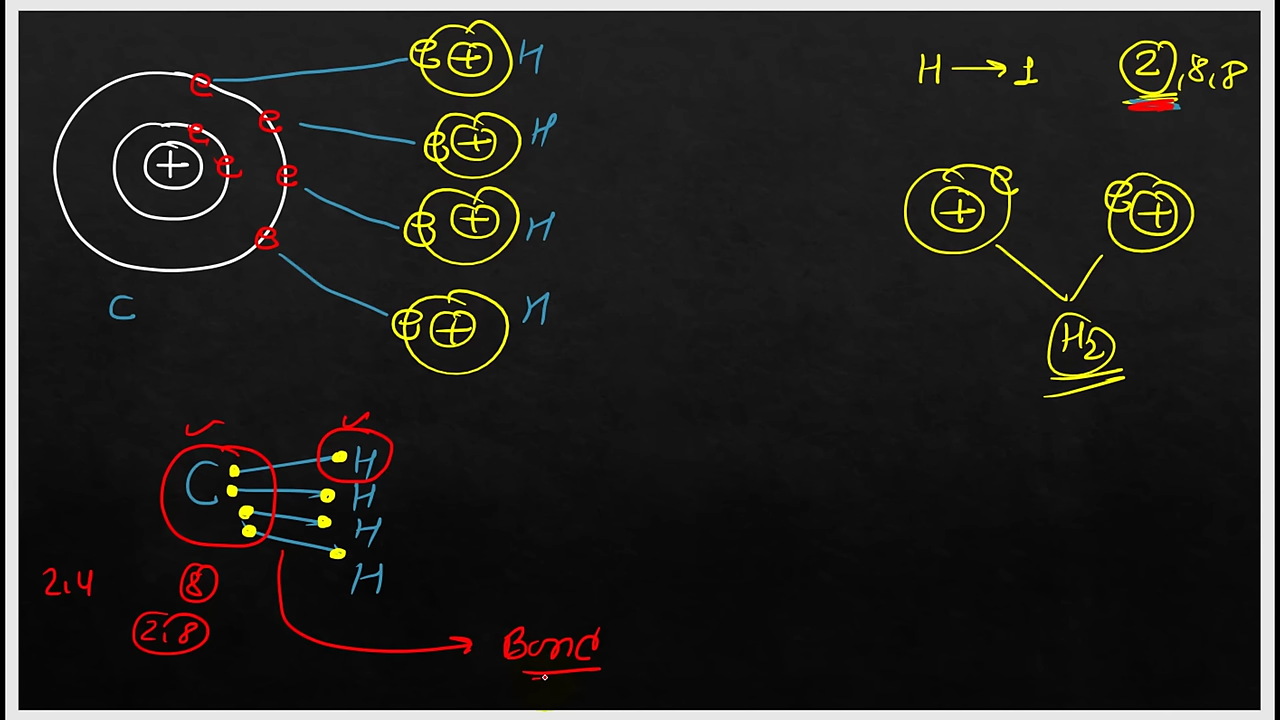 e + H
H → 1
2,8,8
e
e + H
e
e
+
e
e + H
e
+ e
e +
e + H
C
H2
C H
H
H
H
2,4
8
2,8
Bond